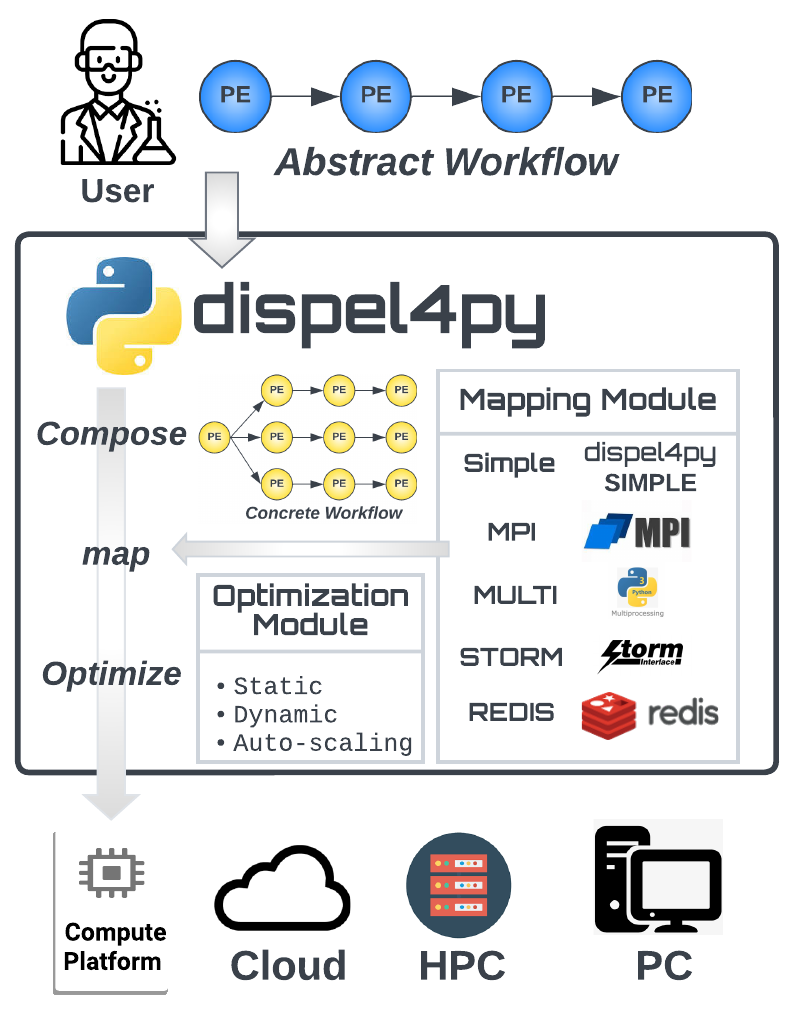 PE PE PE PE
Abstract Workflow
User
dispel4py
Compose
PE PE PE
PE PE PE PE
PE PE PE
Concrete Workflow
map
Optimize
Mapping Module
Simple dispel4py
SIMPLE
MPI MPI
MULTI 3
Python
Multiprocessing
STORM Storm
Interface
REDIS redis
Optimization
Module
• Static
• Dynamic
• Auto-scaling
Compute
Platform
Cloud
HPC
PC